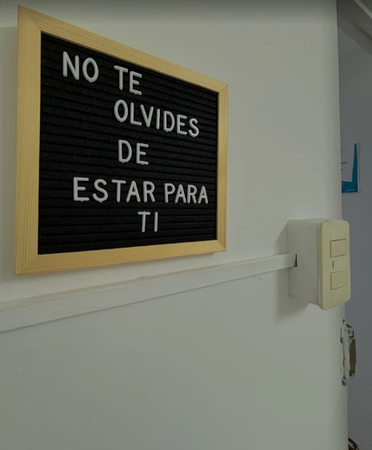 NO TE
OLVIDES
DE
ESTAR PARA
TI